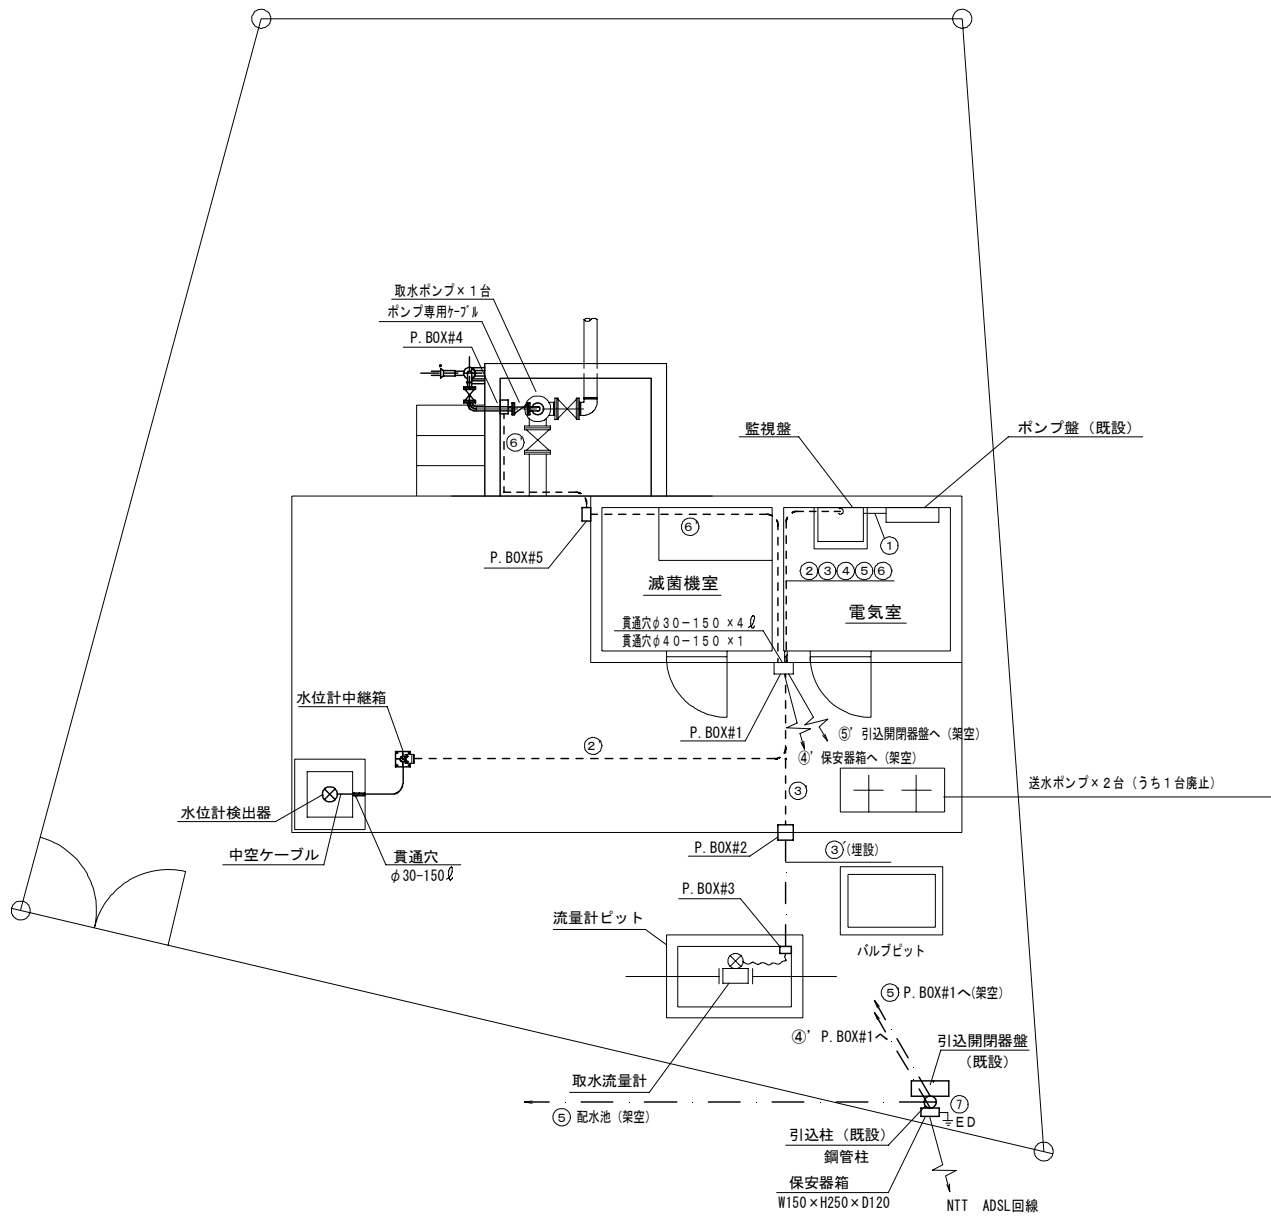 取水ポンプ×1台
ポンプ専用ｹｰﾌﾞﾙ
P.BOX#4
⑥'
監視盤
ポンプ盤（既設）
P.BOX#5
⑥'
①
②③④⑤⑥
滅菌機室
電気室
貫通穴φ30-150×4ℓ
貫通穴φ40-150×1
水位計中継箱
P.BOX#1
②'
⑤' 引込開閉器盤へ（架空）
④' 保安器箱へ（架空）
③'
送水ポンプ×2台（うち1台廃止）
水位計検出器
中空ケーブル
貫通穴
φ30-150ℓ
P.BOX#2
③'(埋設)
P.BOX#3
流量計ピット
バルブピット
⑤' P.BOX#1へ(架空)
④' P.BOX#1へ
引込開閉器盤
（既設）
取水流量計
⑤ 配水池（架空）
⑦
ED
引込柱（既設）
鋼管柱
保安器箱
W150×H250×D120
NTT ADSL回線